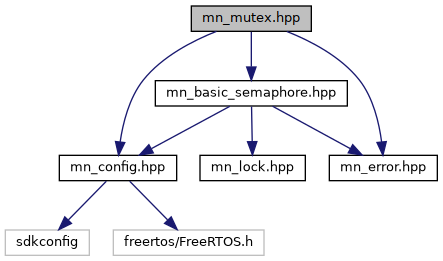 mn_mutex.hpp
mn_basic_semaphore.hpp
mn_config.hpp
mn_lock.hpp
mn_error.hpp
sdkconfig
freertos/FreeRTOS.h